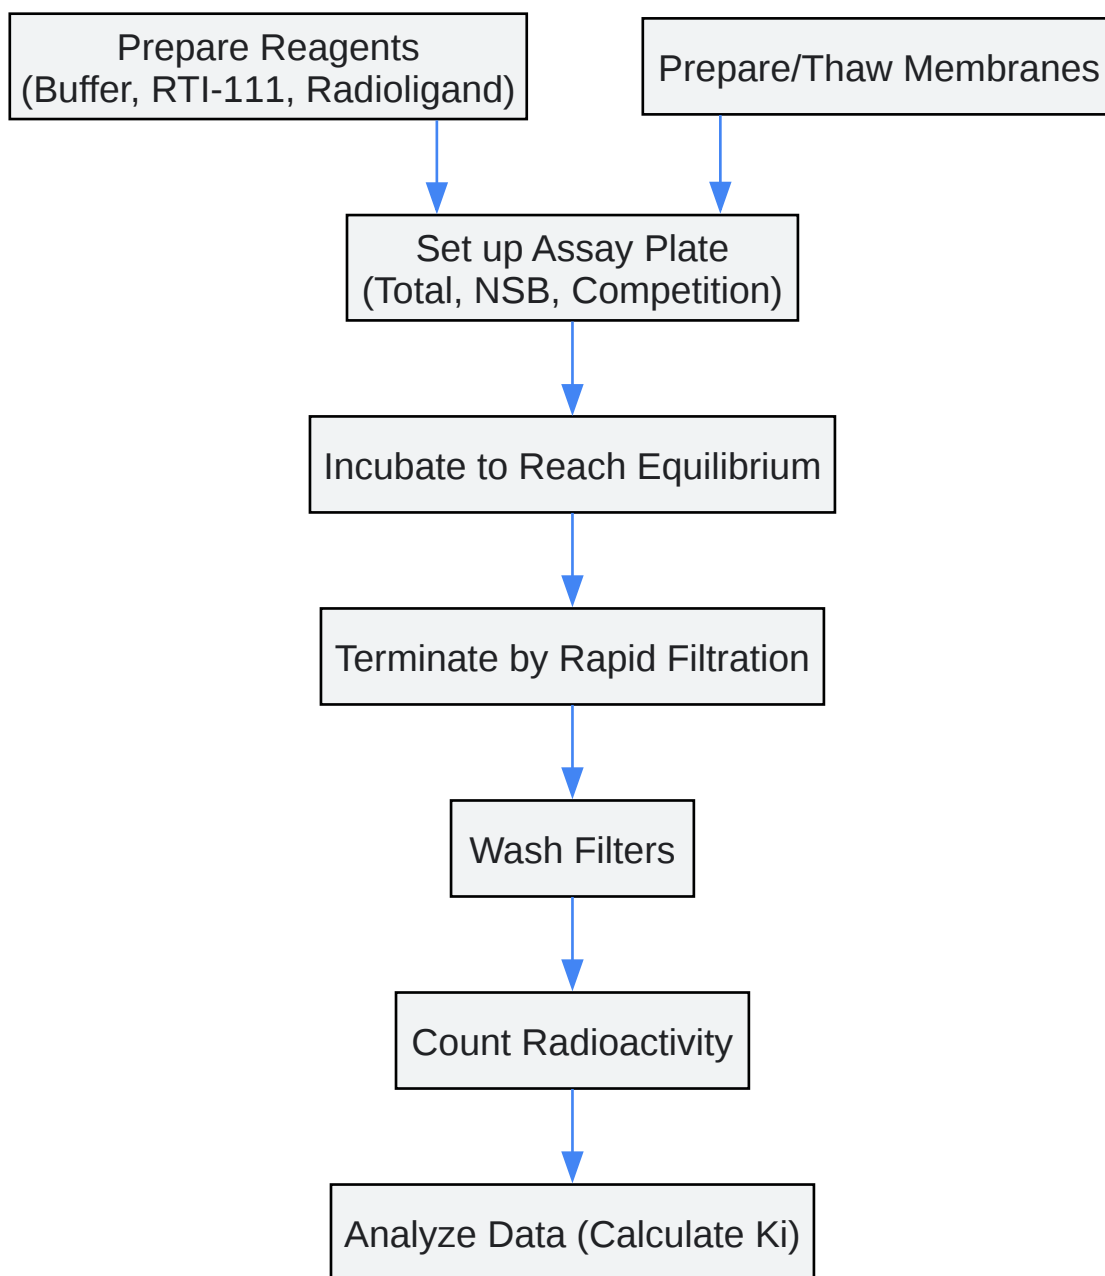 Prepare Reagents
(Buffer, RTI-111, Radioligand)
Prepare/Thaw Membranes
Set up Assay Plate
(Total, NSB, Competition)
Incubate to Reach Equilibrium
Terminate by Rapid Filtration
Wash Filters
Count Radioactivity
Analyze Data (Calculate Ki)